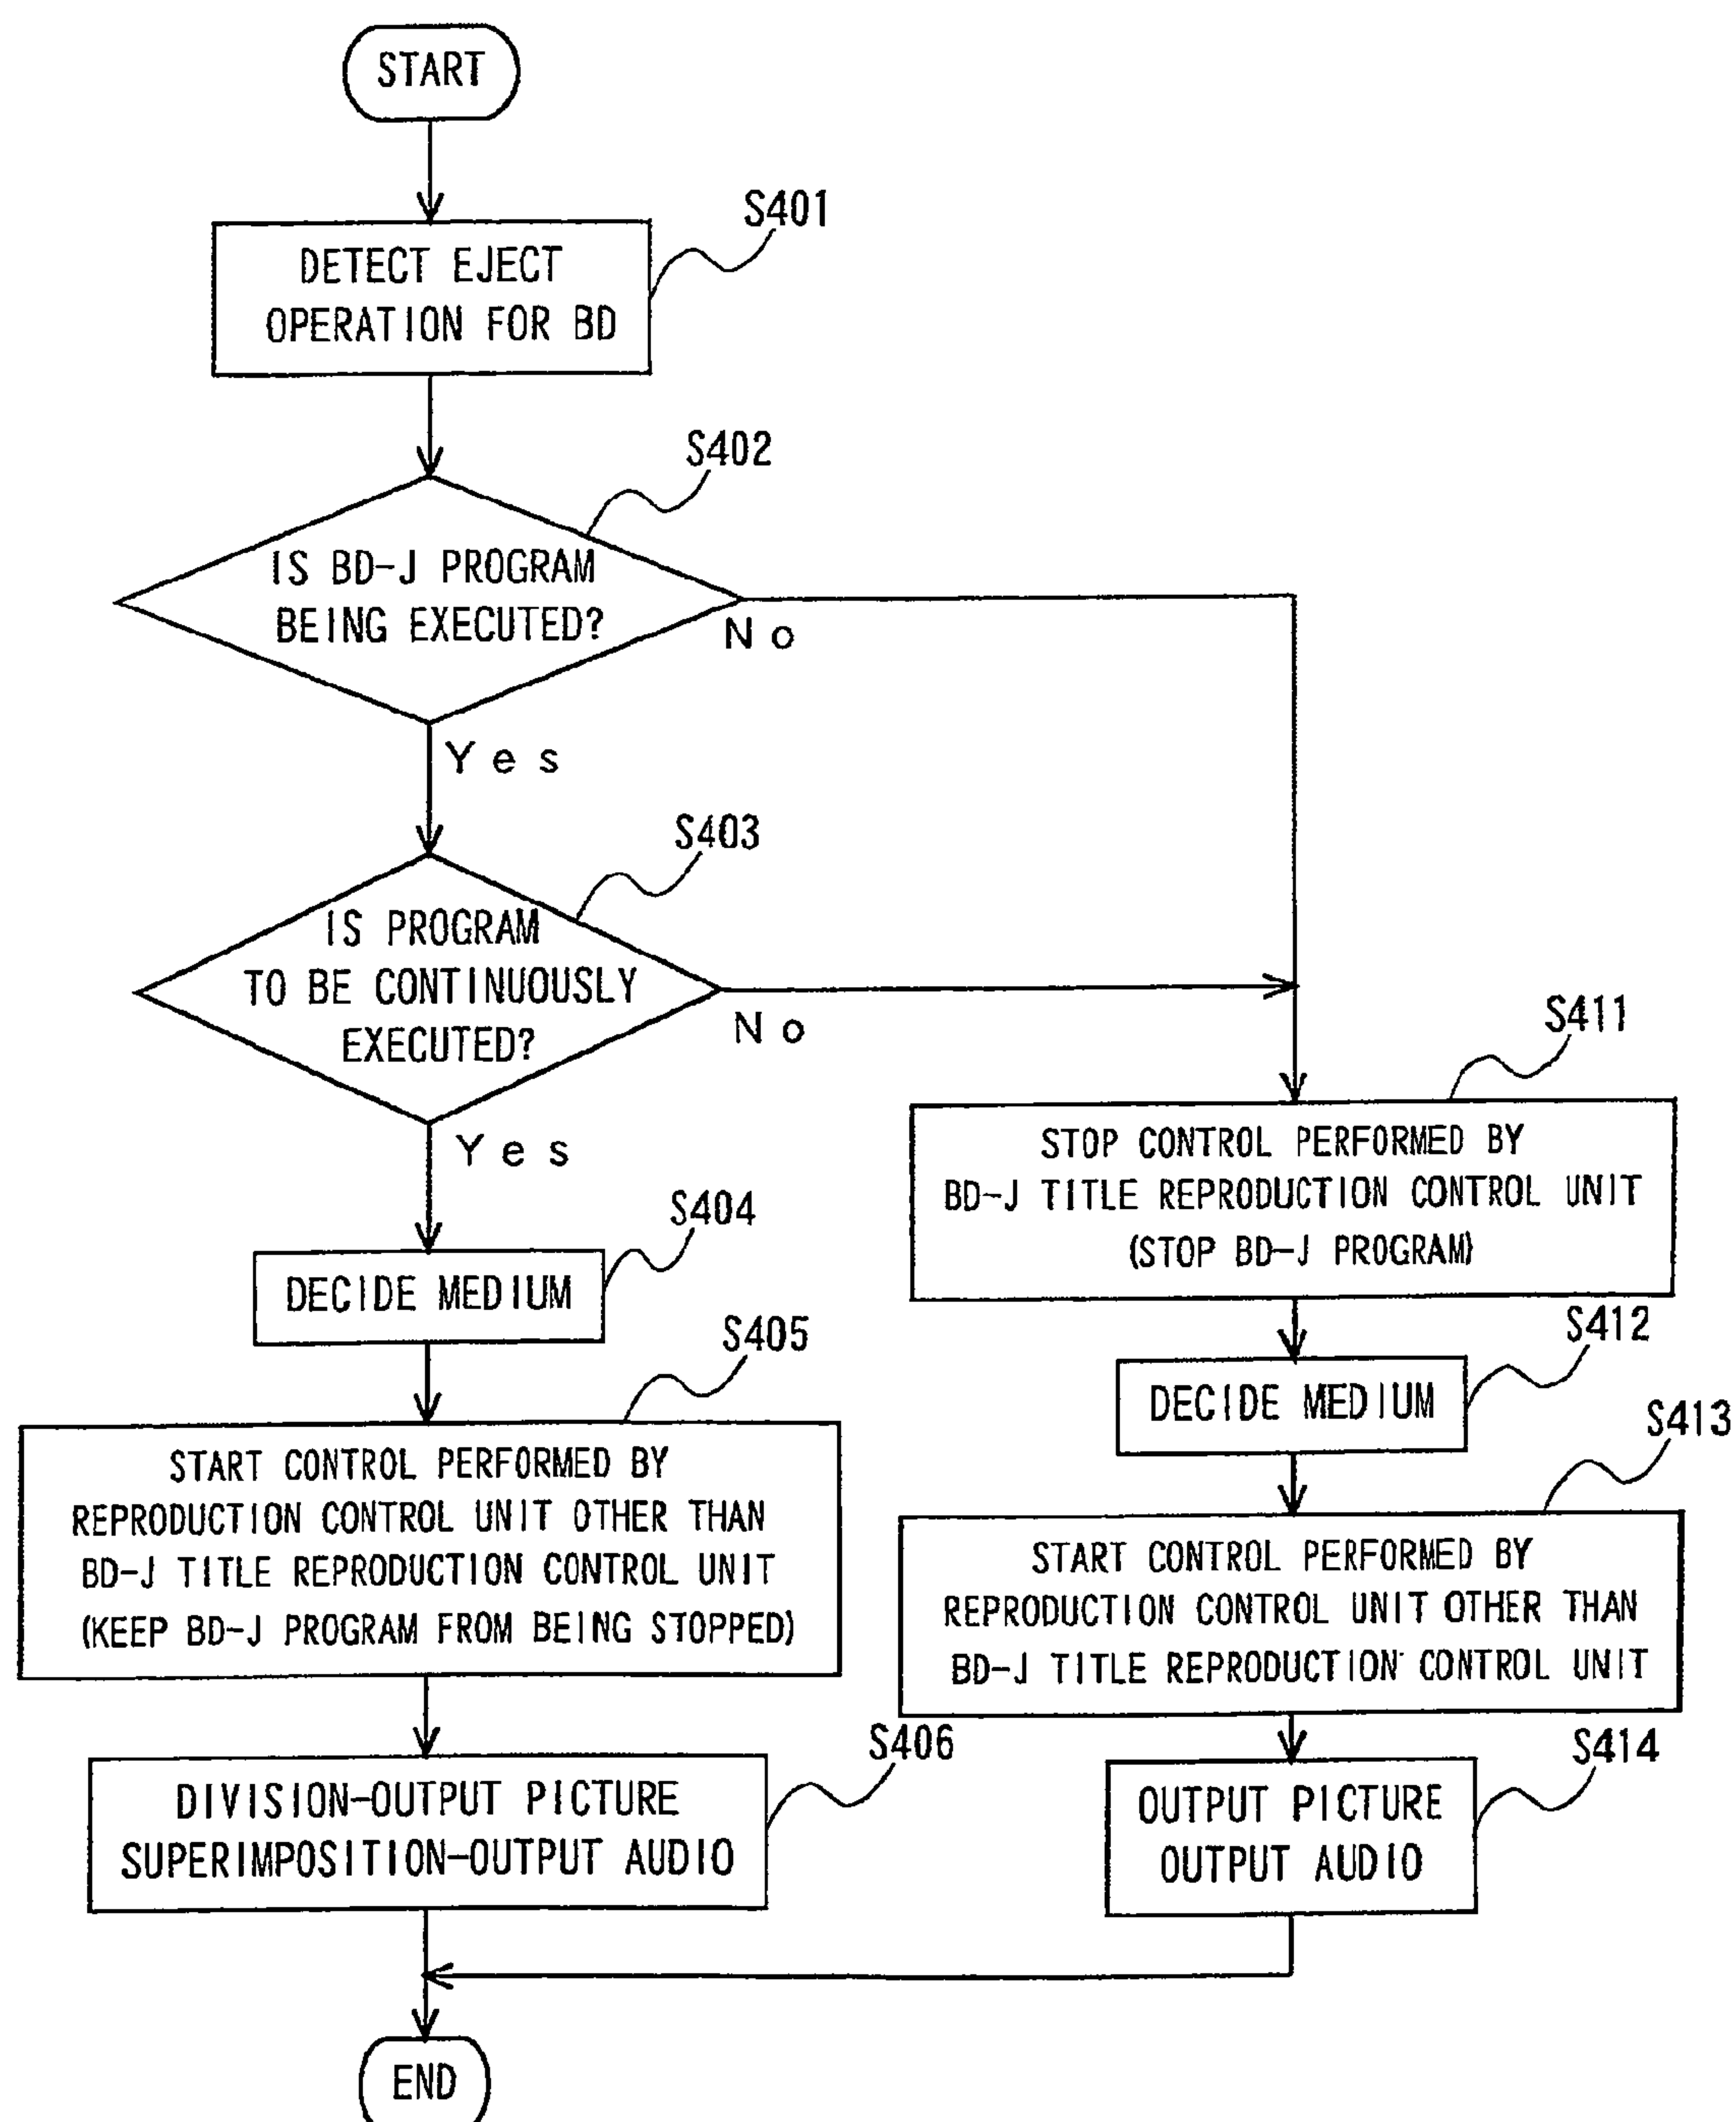 START
S401
DETECT EJECT
OPERATION FOR BD
S402
IS BD-J PROGRAM
BEING EXECUTED?
No
Yes
S403
IS PROGRAM
TO BE CONTINUOUSLY
EXECUTED?
No
Yes
S404
DECIDE MEDIUM
S405
START CONTROL PERFORMED BY
REPRODUCTION CONTROL UNIT OTHER THAN
BD-J TITLE REPRODUCTION CONTROL UNIT
(KEEP BD-J PROGRAM FROM BEING STOPPED)
S406
DIVISION-OUTPUT PICTURE
SUPERIMPOSITION-OUTPUT AUDIO
S411
STOP CONTROL PERFORMED BY
BD-J TITLE REPRODUCTION CONTROL UNIT
(STOP BD-J PROGRAM)
S412
DECIDE MEDIUM
S413
START CONTROL PERFORMED BY
REPRODUCTION CONTROL UNIT OTHER THAN
BD-J TITLE REPRODUCTION CONTROL UNIT
S414
OUTPUT PICTURE
OUTPUT AUDIO
END